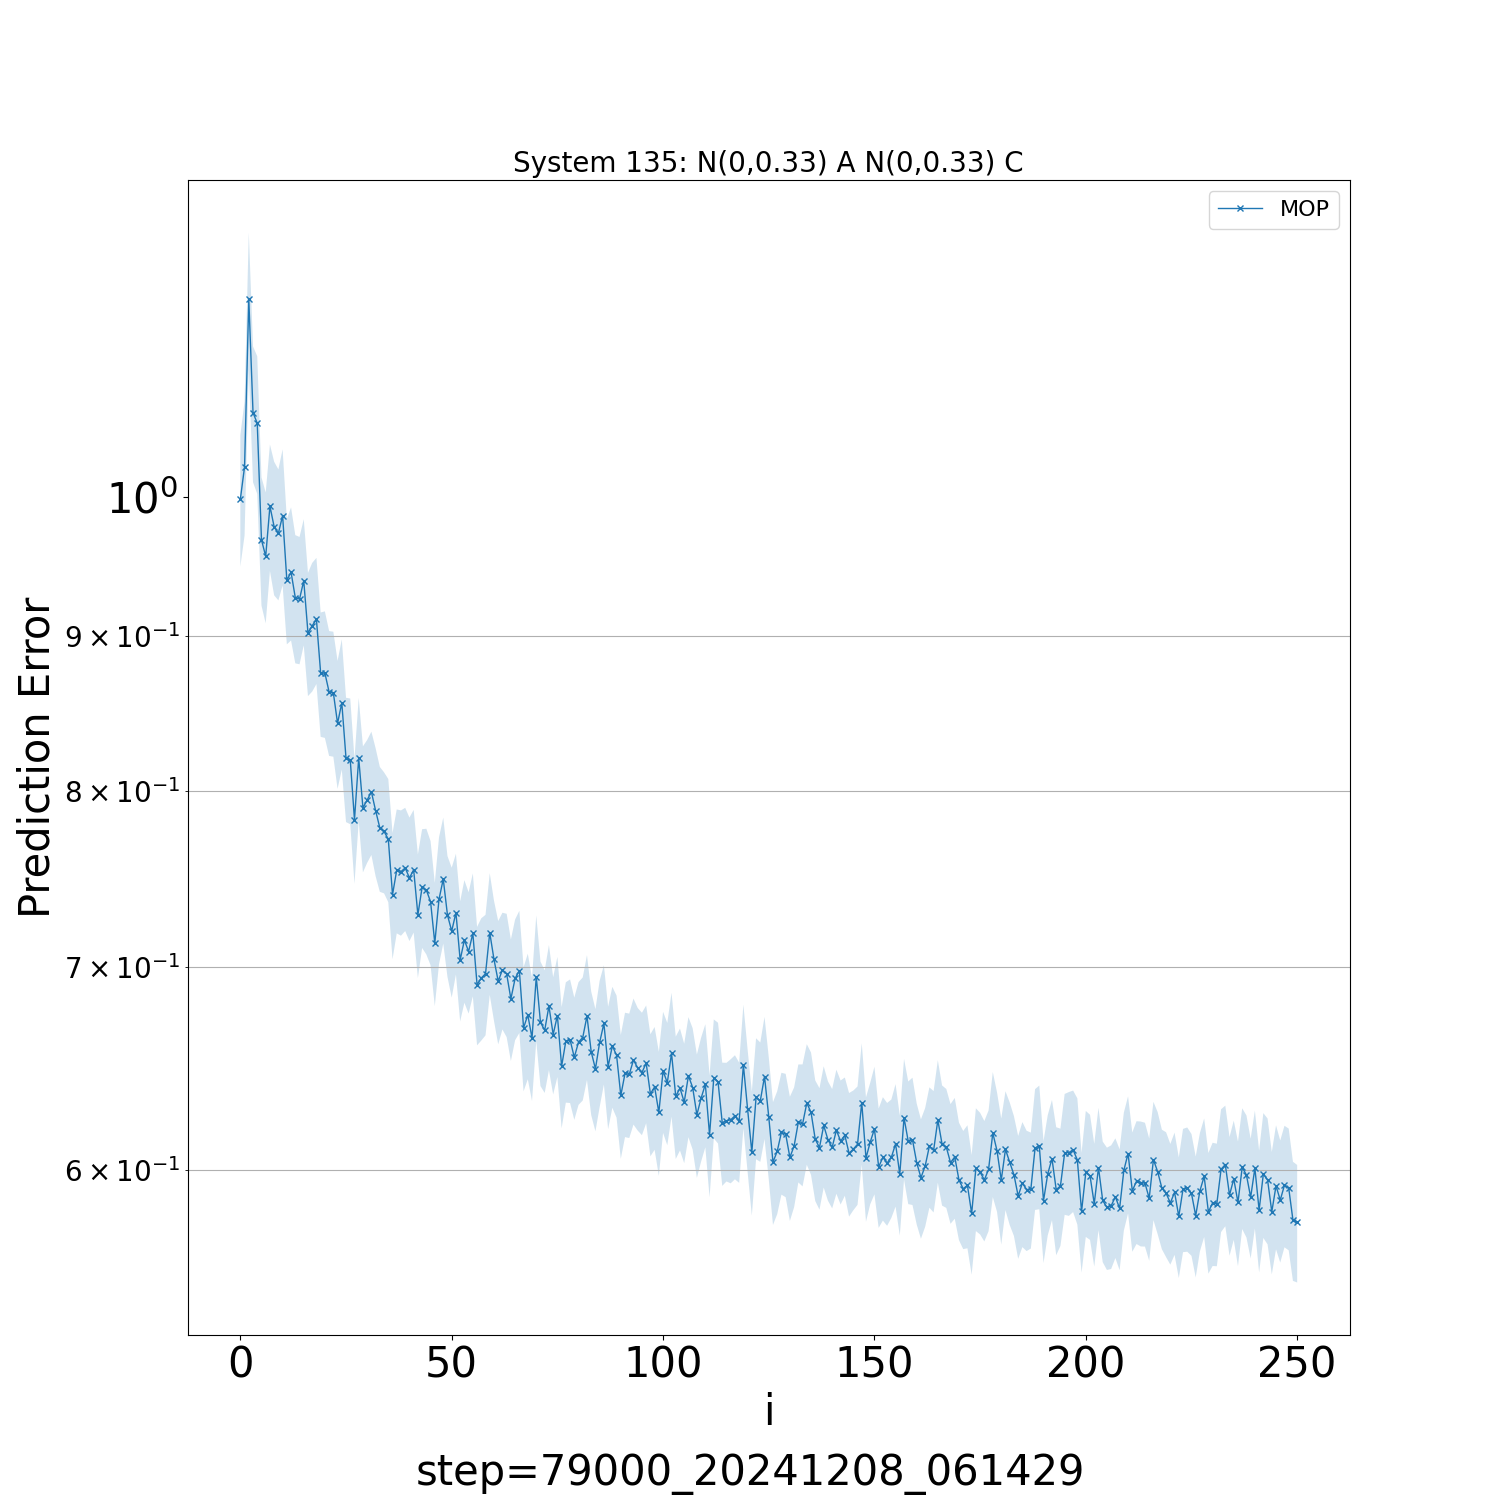 System 135: N(0,0.33) A N(0,0.33) C
MOP
Prediction Error
10⁰
9 × 10⁻¹
8 × 10⁻¹
7 × 10⁻¹
6 × 10⁻¹
0 50 100 150 200 250
i
step=79000_20241208_061429